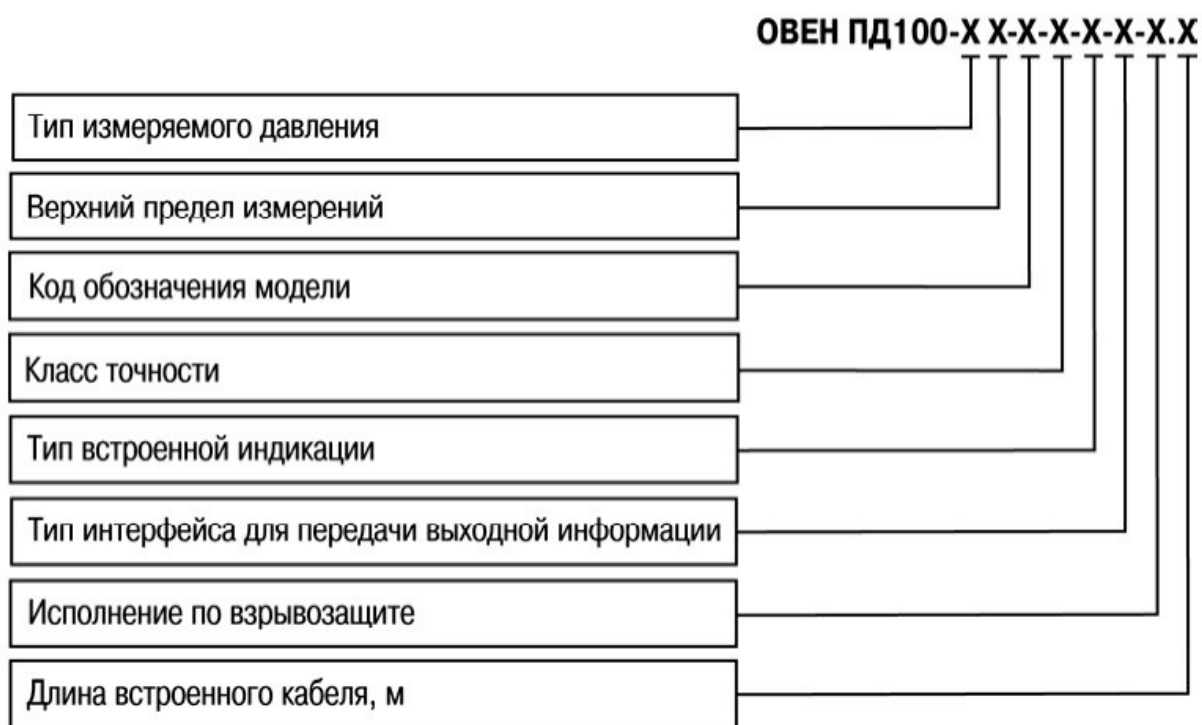 ОВЕН ПД100-Х Х-Х-Х-Х-Х-Х.Х
Тип измеряемого давления
Верхний предел измерений
Код обозначения модели
Класс точности
Тип встроенной индикации
Тип интерфейса для передачи выходной информации
Исполнение по взрывозащите
Длина встроенного кабеля, м